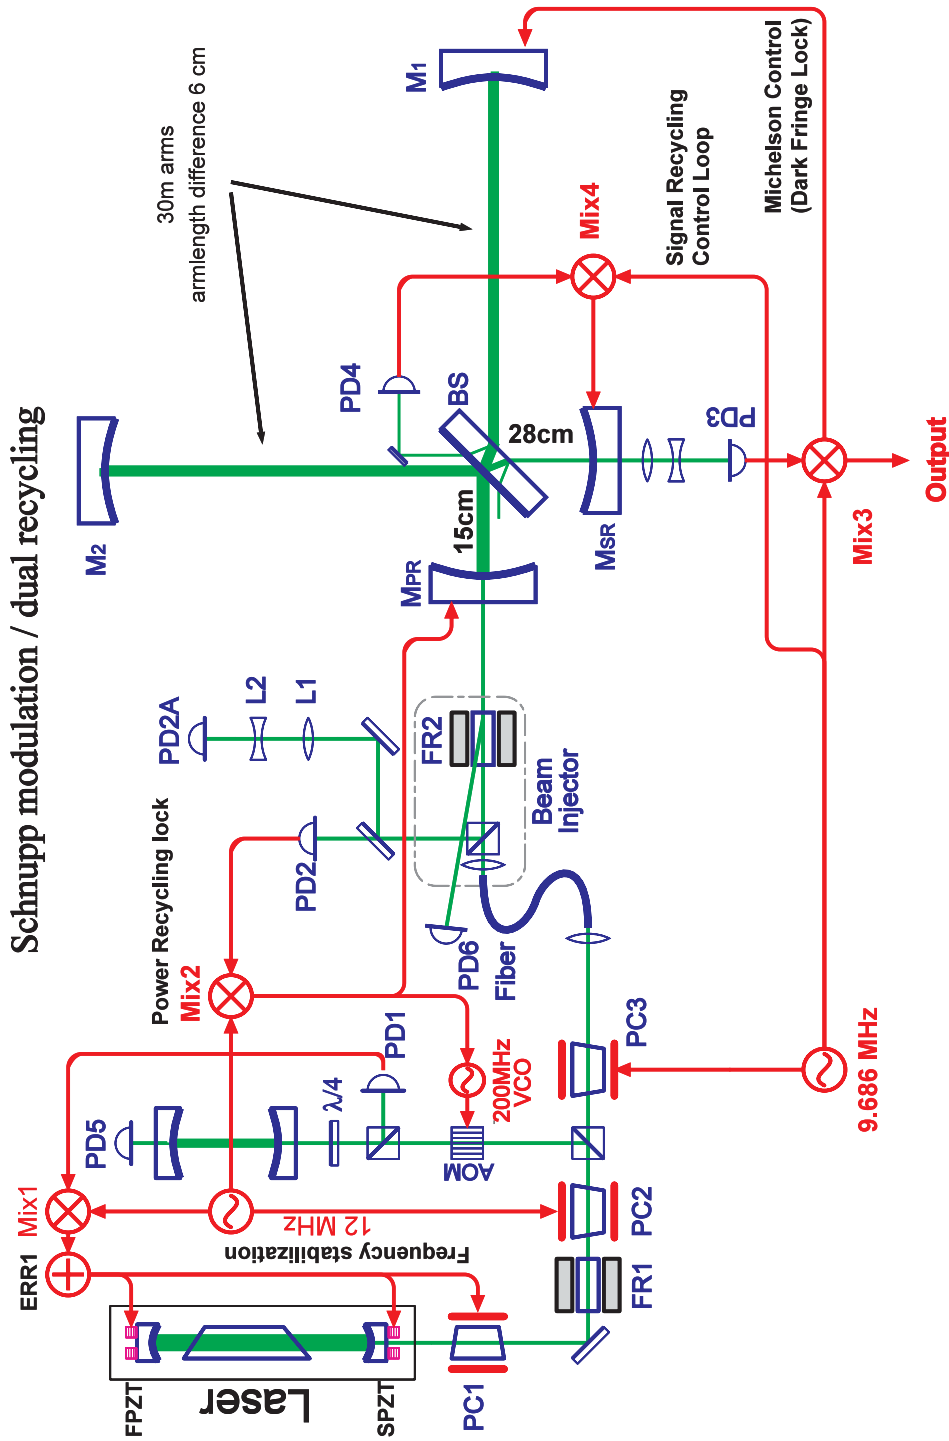 Schnupp modulation / dual recycling
30m arms
armlength difference 6 cm
M2
M1
PD4
BS
28cm
15cm
MPR
MSR
PD3
Mix4
Signal Recycling
Control Loop
Michelson Control
(Dark Fringe Lock)
Mix3
Output
PD2A
L2
L1
PD2
FR2
Beam
Injector
PD6
Fiber
Power Recycling lock
Mix2
PD1
200MHz
VCO
AOM
λ/4
PD5
PC3
9.686 MHz
Mix1
ERR1
12 MHz
Frequency stabilization
PC2
FR1
PC1
FPZT
SPZT
Laser